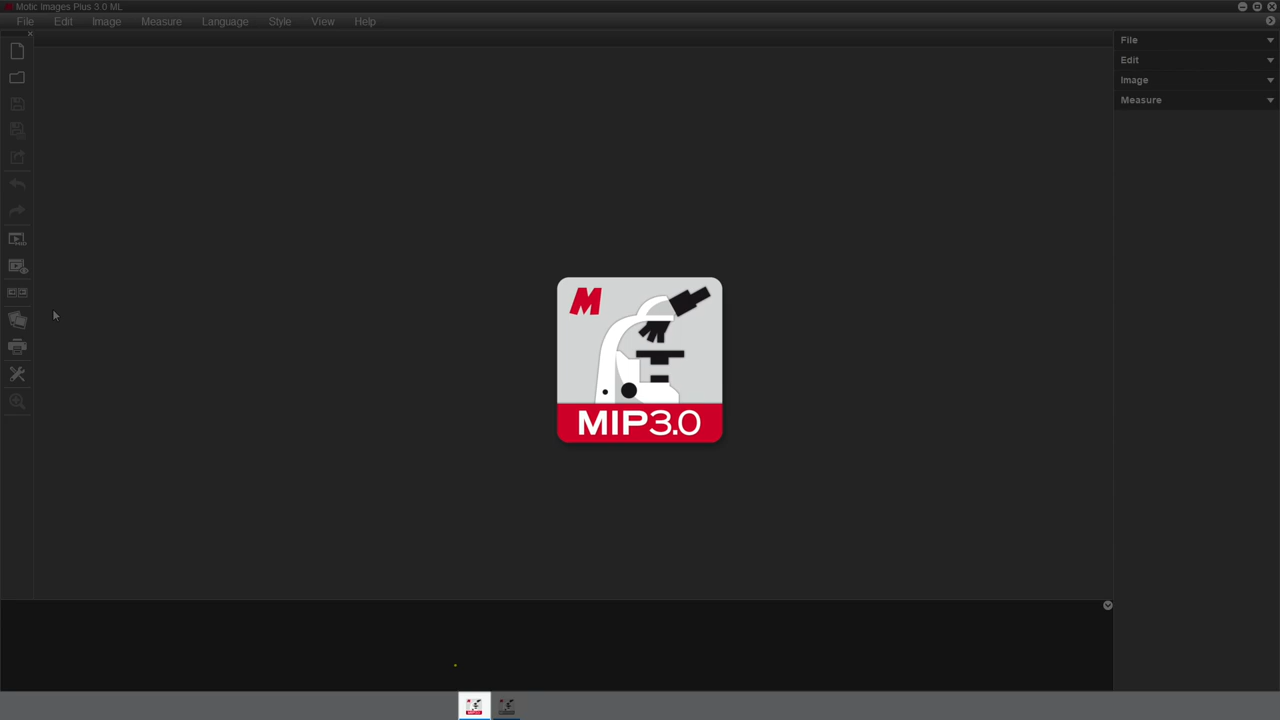 Motic Images Plus 3.0 ML
File Edit Image Measure Language Style View Help
File
Edit
Image
Measure
M
MIP3.0